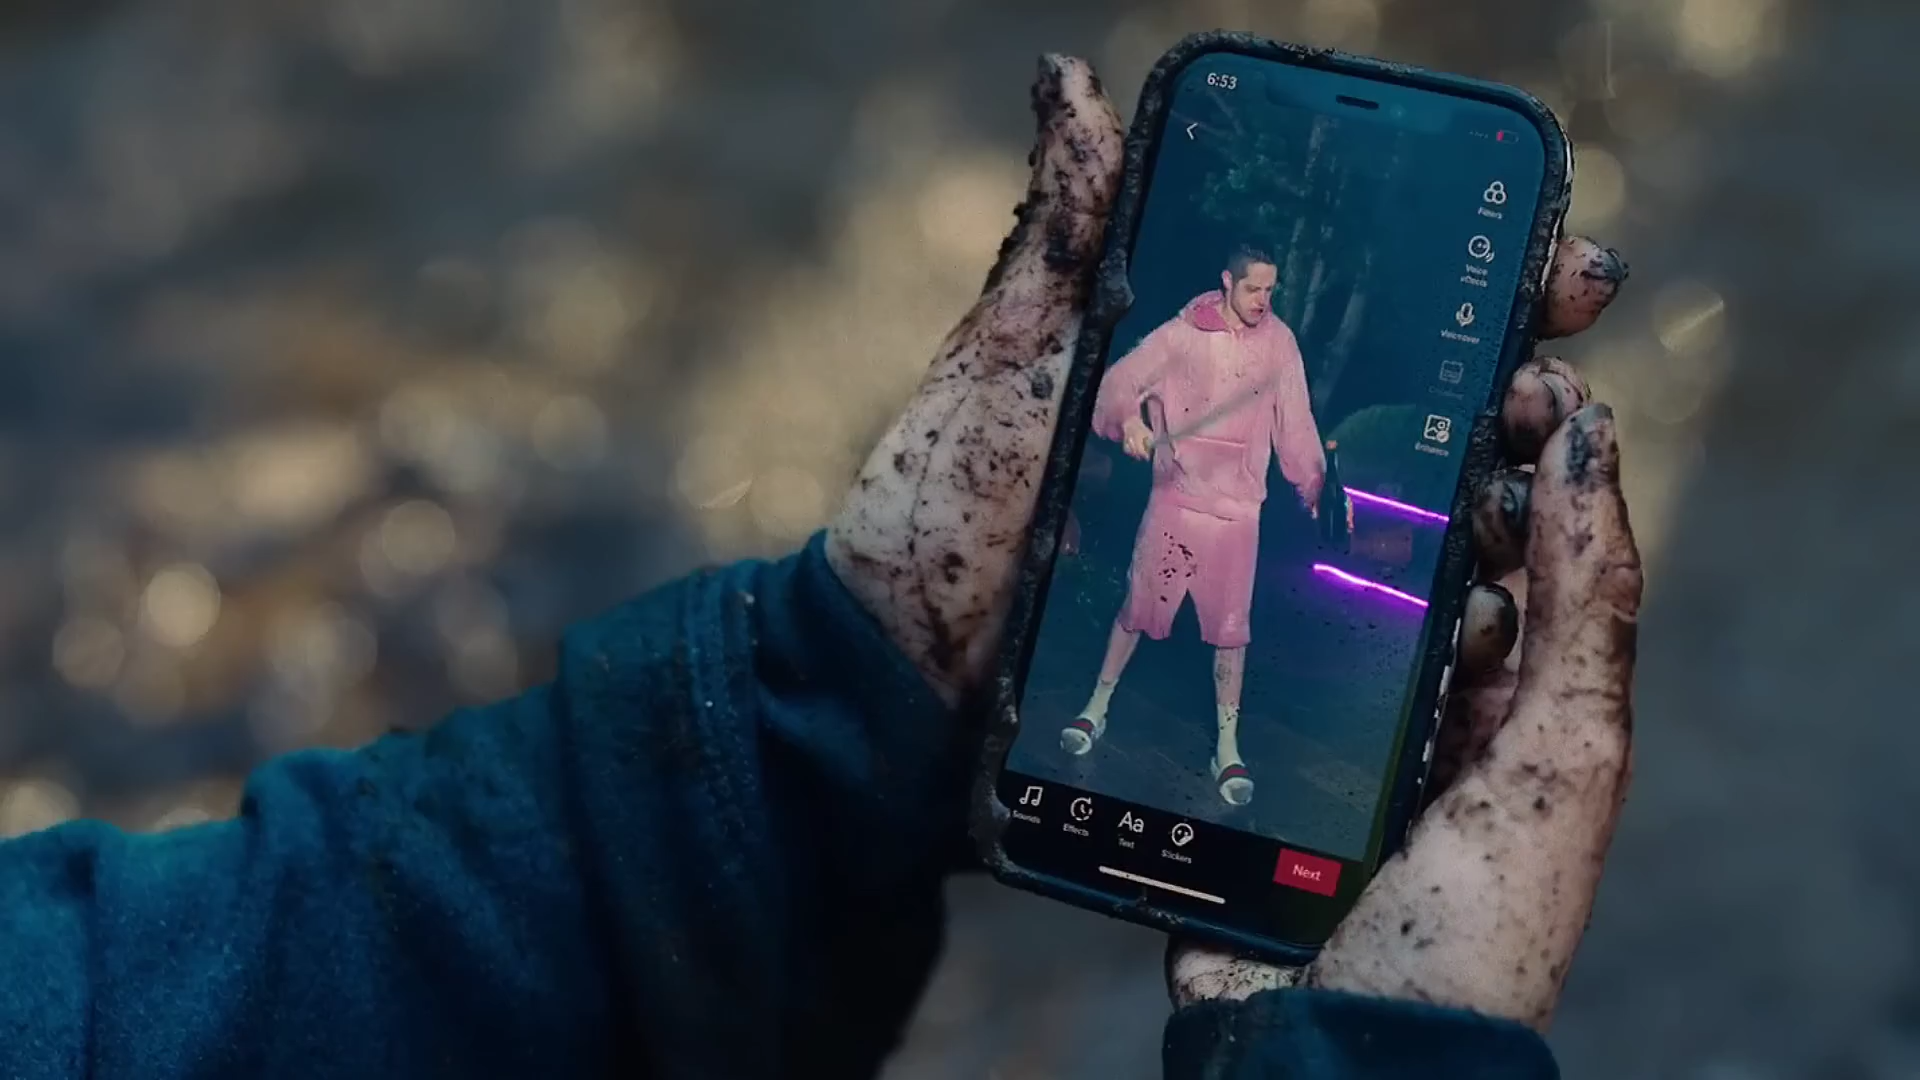 6:53
Filters
Voice
effects
Voiceover
Enhance
Sounds
Effects
Aa
Text
Stickers
Next